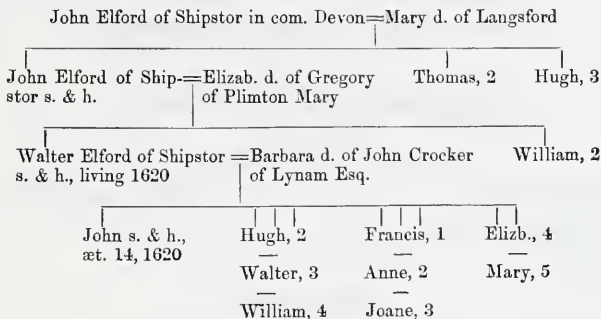 John Elford of Shipstor in com. Devon=Mary d. of Langsford
John Elford of Ship-=Elizab. d. of Gregory Thomas, 2 Hugh, 3
stor s. & h. of Plimton Mary
Walter Elford of Shipstor =Barbara d. of John Crocker William, 2
s. & h., living 1620 of Lynam Esq.
John s. & h., Hugh, 2 Francis, 1 Elizb., 4
æt. 14, 1620 Walter, 3 Anne, 2 Mary, 5
William, 4 Joane, 3